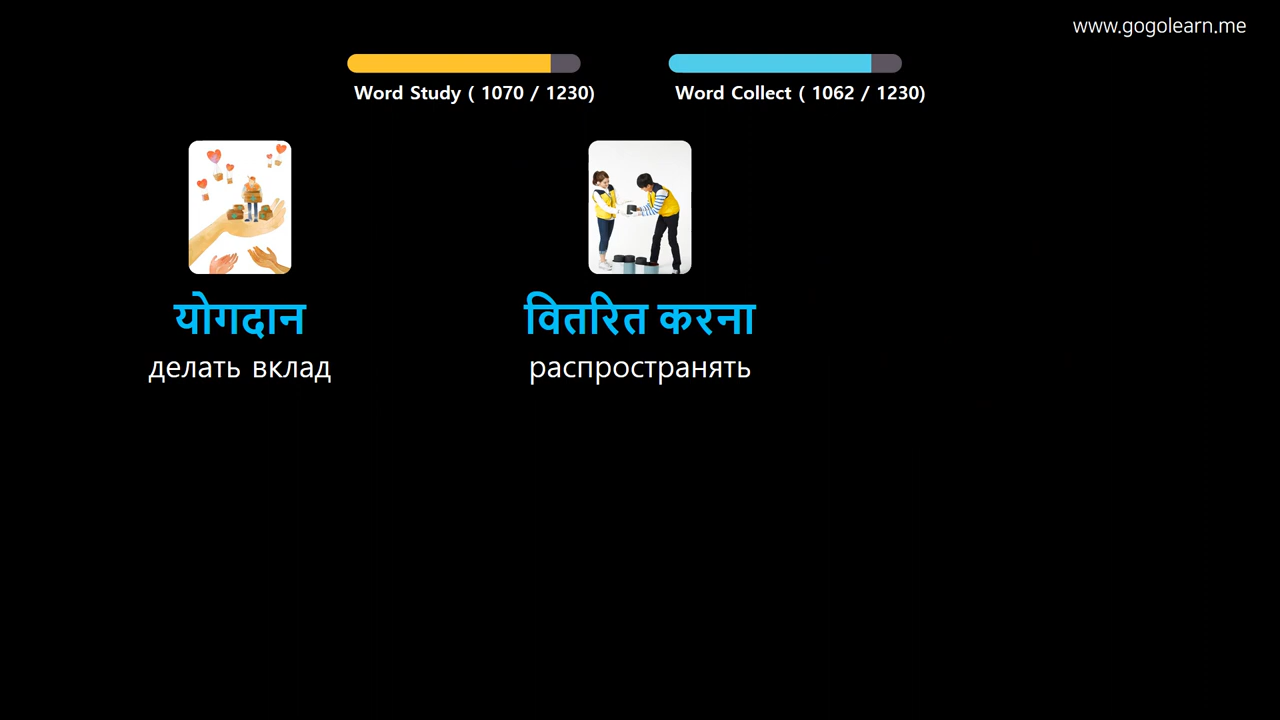 www.gogolearn.me
Word Study ( 1070 / 1230)
Word Collect ( 1062 / 1230)
योगदान
делать вклад
वितरित करना
распространять